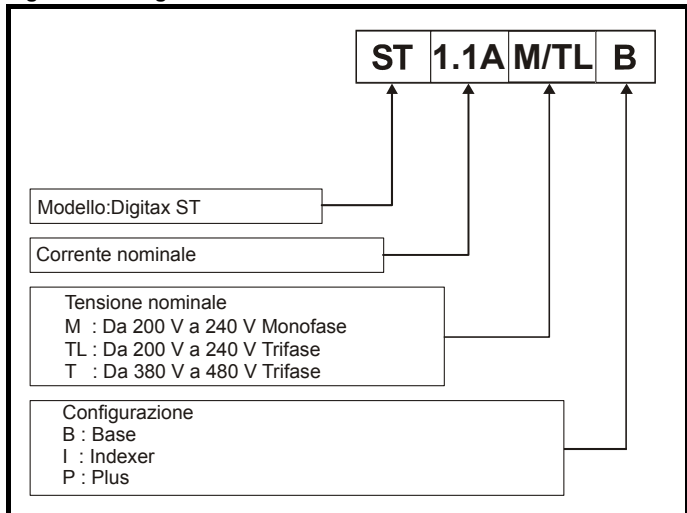 ST 1.1A M/TL B
Modello:Digitax ST
Corrente nominale
Tensione nominale
M : Da 200 V a 240 V Monofase
TL : Da 200 V a 240 V Trifase
T : Da 380 V a 480 V Trifase
Configurazione
B : Base
I : Indexer
P : Plus